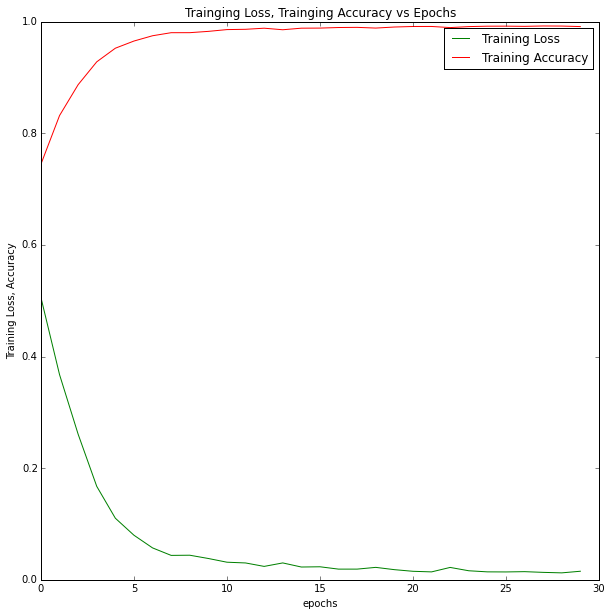 Trainging Loss, Trainging Accuracy vs Epochs
1.0
Training Loss
Training Accuracy
0.8
0.6
Training Loss, Accuracy
0.4
0.2
0.0
0
5
10
15
20
25
30
epochs